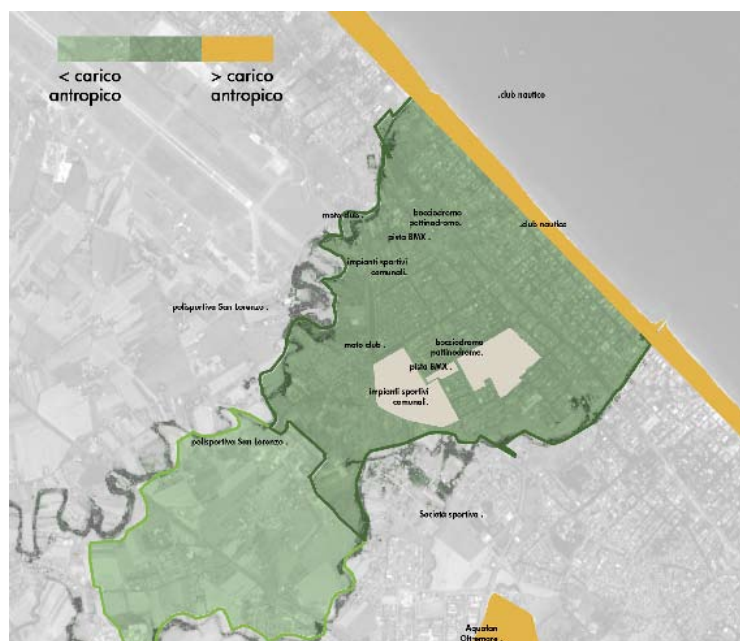 < carico
antropico
> carico
antropico
.club nautico
moto club .
bocciodromo
pattinodromo.
.club nautico
pista BMX .
impianti sportivi
comunali.
polisportiva San Lorenzo .
moto club .
bocciodromo
pattinodromo.
pista BMX .
impianti sportivi
comunali.
polisportiva San Lorenzo .
Società sportiva .
Aquafan
Oltremare .